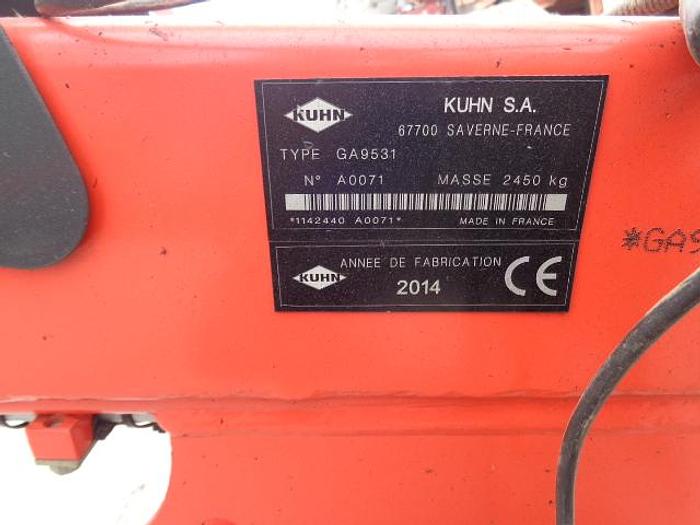 KUHN
KUHN S.A.
67700 SAVERNE-FRANCE
TYPE GA9531
N° A0071 MASSE 2450 kg
*1142440 A0071* MADE IN FRANCE
KUHN
ANNEE DE FABRICATION
2014
CE
*GA9